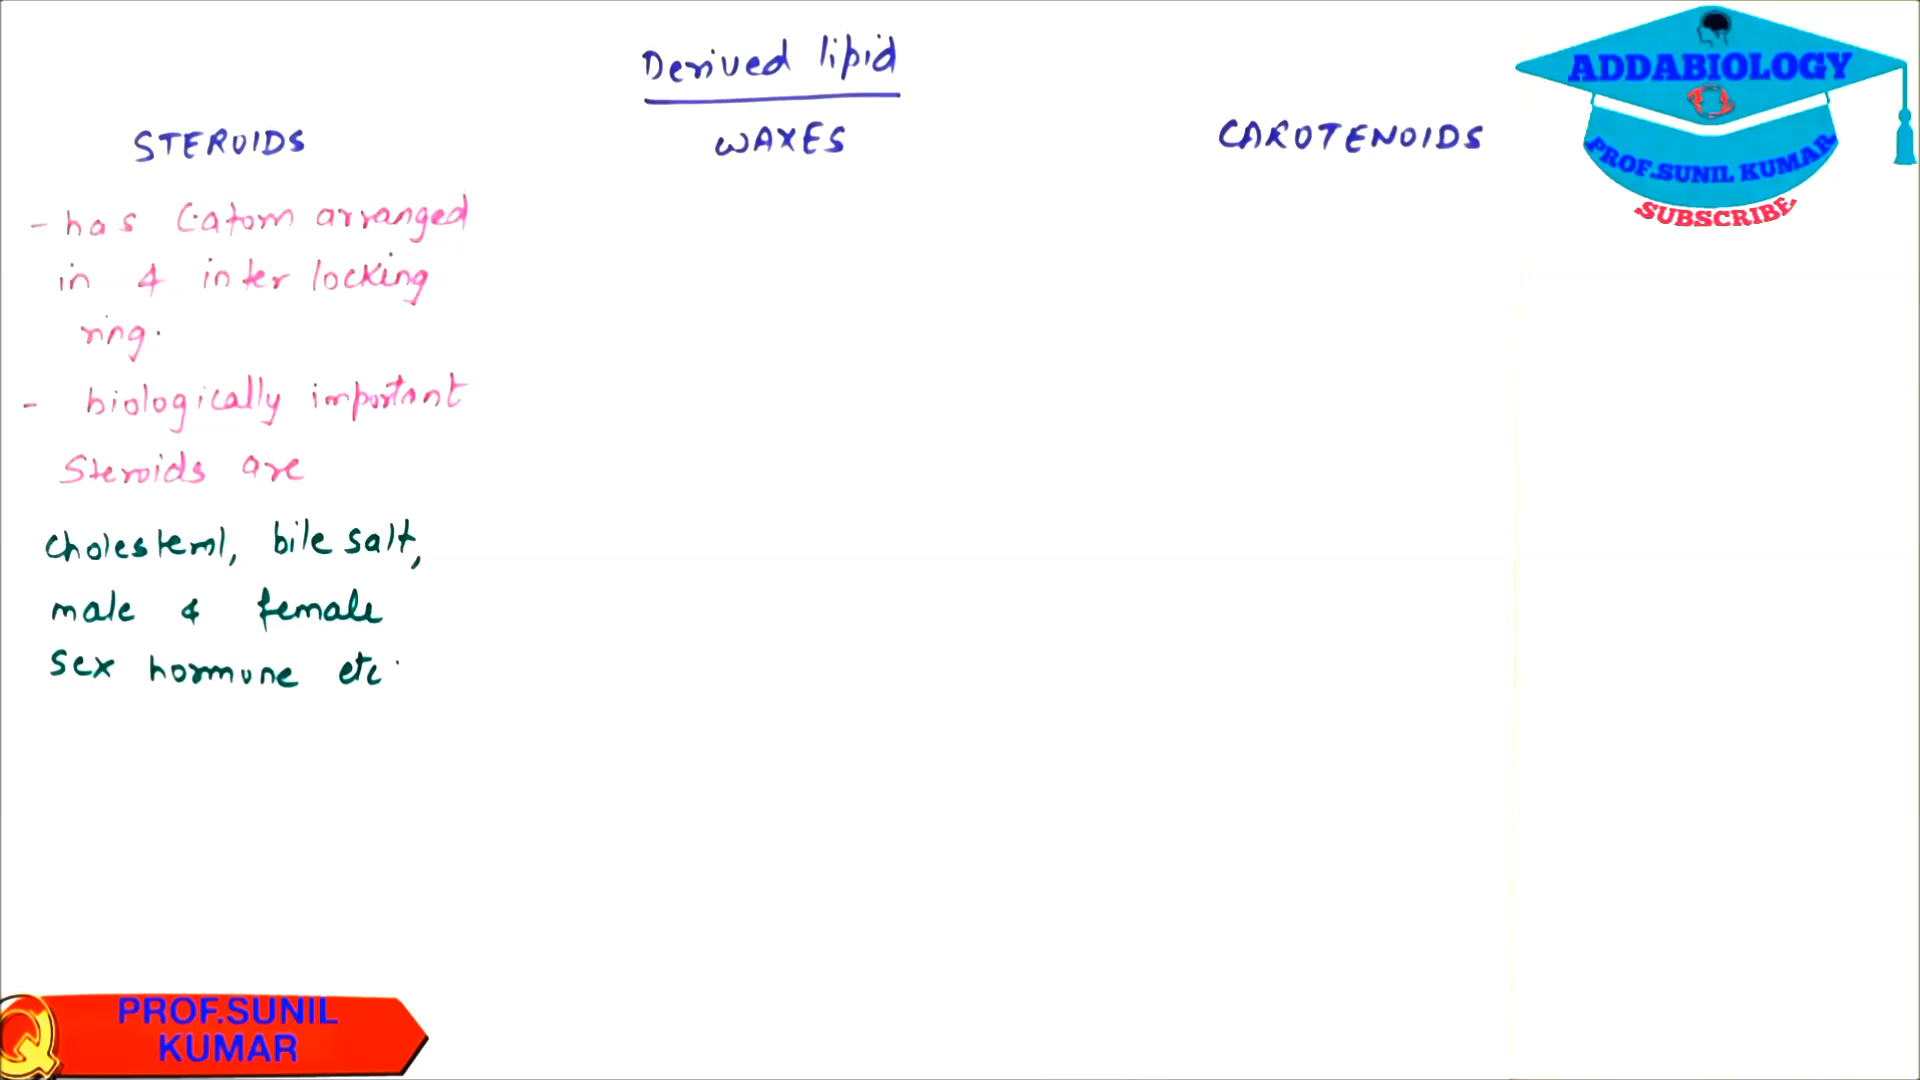 Derived lipid
STEROIDS
WAXES
CAROTENOIDS
- has C.atom arranged
in 4 inter locking
ring.
- biologically important
Steroids are
cholesterol, bile salt,
male & female
sex hormone etc.
ADDABIOLOGY
PROF.SUNIL KUMAR
SUBSCRIBE
PROF.SUNIL
KUMAR